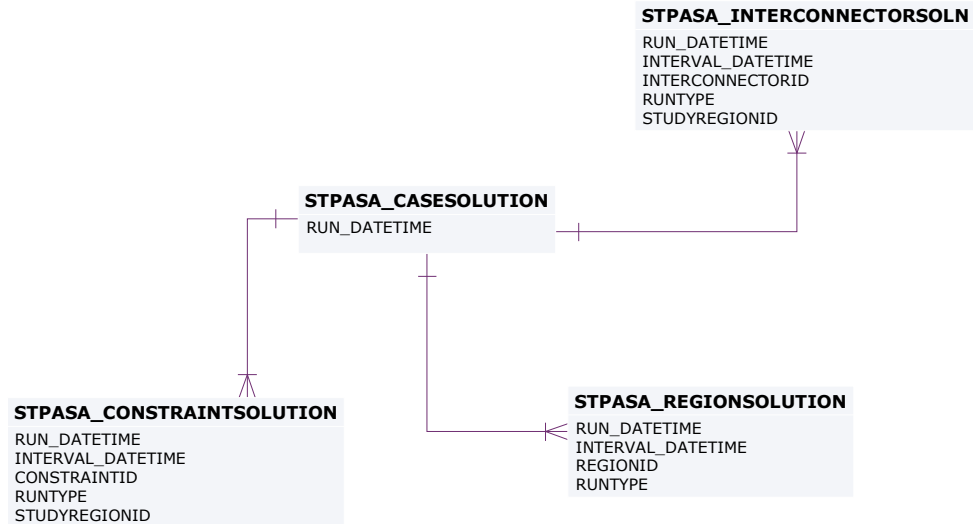 STPASA_INTERCONNECTORSOLN
RUN_DATETIME
INTERVAL_DATETIME
INTERCONNECTORID
RUNTYPE
STUDYREGIONID
STPASA_CASESOLUTION
RUN_DATETIME
STPASA_CONSTRAINTSOLUTION
RUN_DATETIME
INTERVAL_DATETIME
CONSTRAINTID
RUNTYPE
STUDYREGIONID
STPASA_REGIONSOLUTION
RUN_DATETIME
INTERVAL_DATETIME
REGIONID
RUNTYPE